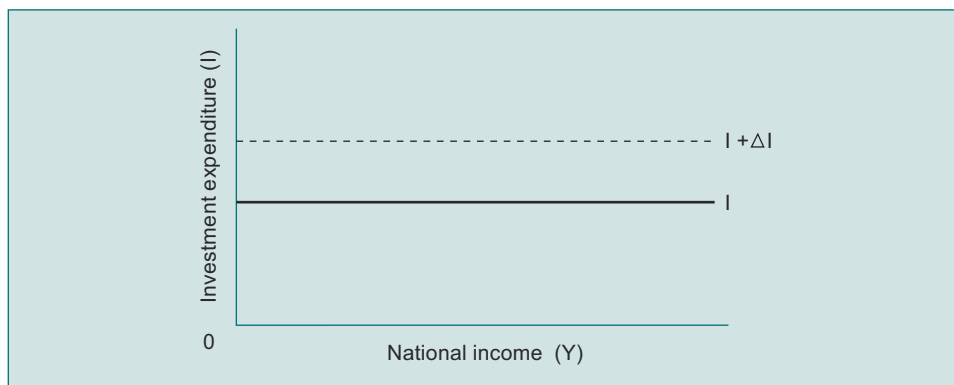 Investment expenditure (I)
I + △I
I
0
National income (Y)